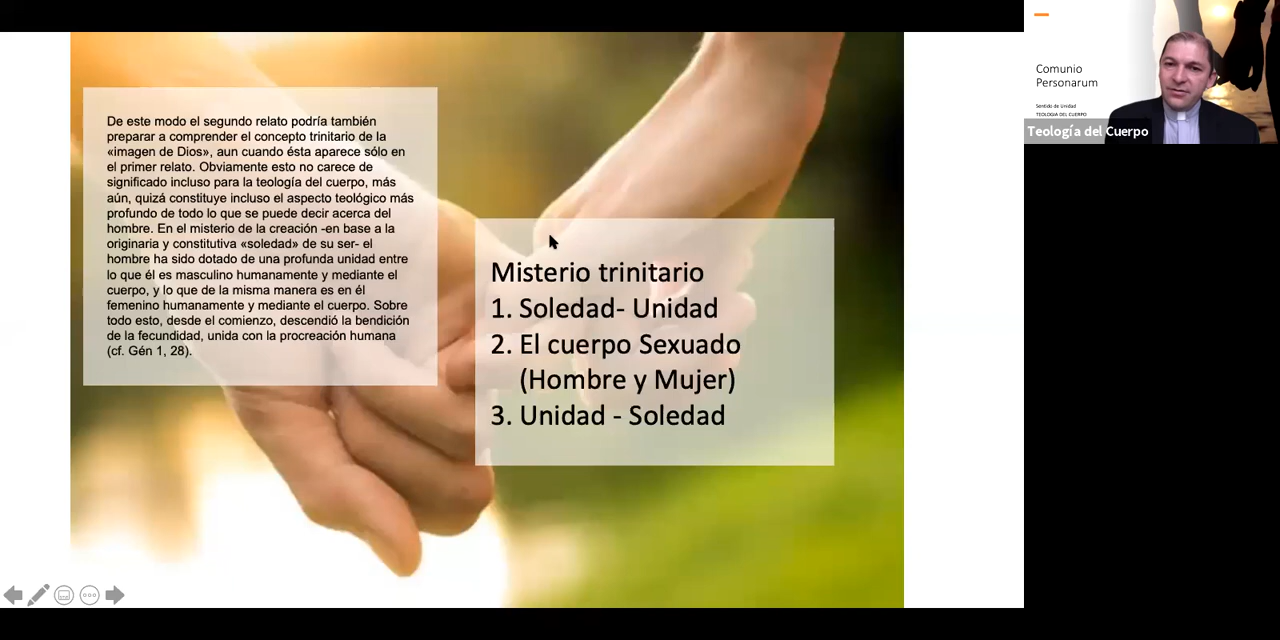 De este modo el segundo relato podría también
preparar a comprender el concepto trinitario de la
«imagen de Dios», aun cuando ésta aparece sólo en
el primer relato. Obviamente esto no carece de
significado incluso para la teología del cuerpo, más
aún, quizá constituye incluso el aspecto teológico más
profundo de todo lo que se puede decir acerca del
hombre. En el misterio de la creación -en base a la
originaria y constitutiva «soledad» de su ser- el
hombre ha sido dotado de una profunda unidad entre
lo que él es masculino humanamente y mediante el
cuerpo, y lo que de la misma manera es en él
femenino humanamente y mediante el cuerpo. Sobre
todo esto, desde el comienzo, descendió la bendición
de la fecundidad, unida con la procreación humana
(cf. Gén 1, 28).
Misterio trinitario
1. Soledad- Unidad
2. El cuerpo Sexuado
(Hombre y Mujer)
3. Unidad - Soledad
Comunio
Personarum
Sentido de Unidad
TEOLOGIA DEL CUERPO
Teología del Cuerpo